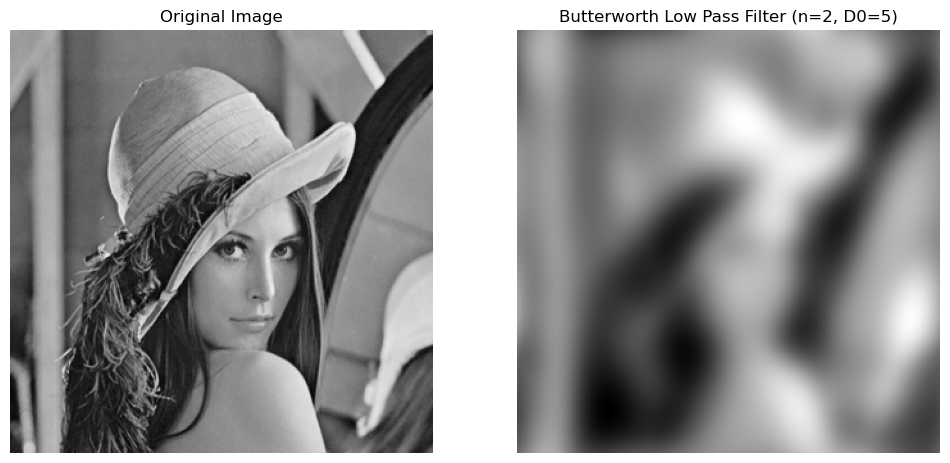 Original Image
Butterworth Low Pass Filter (n=2, D0=5)